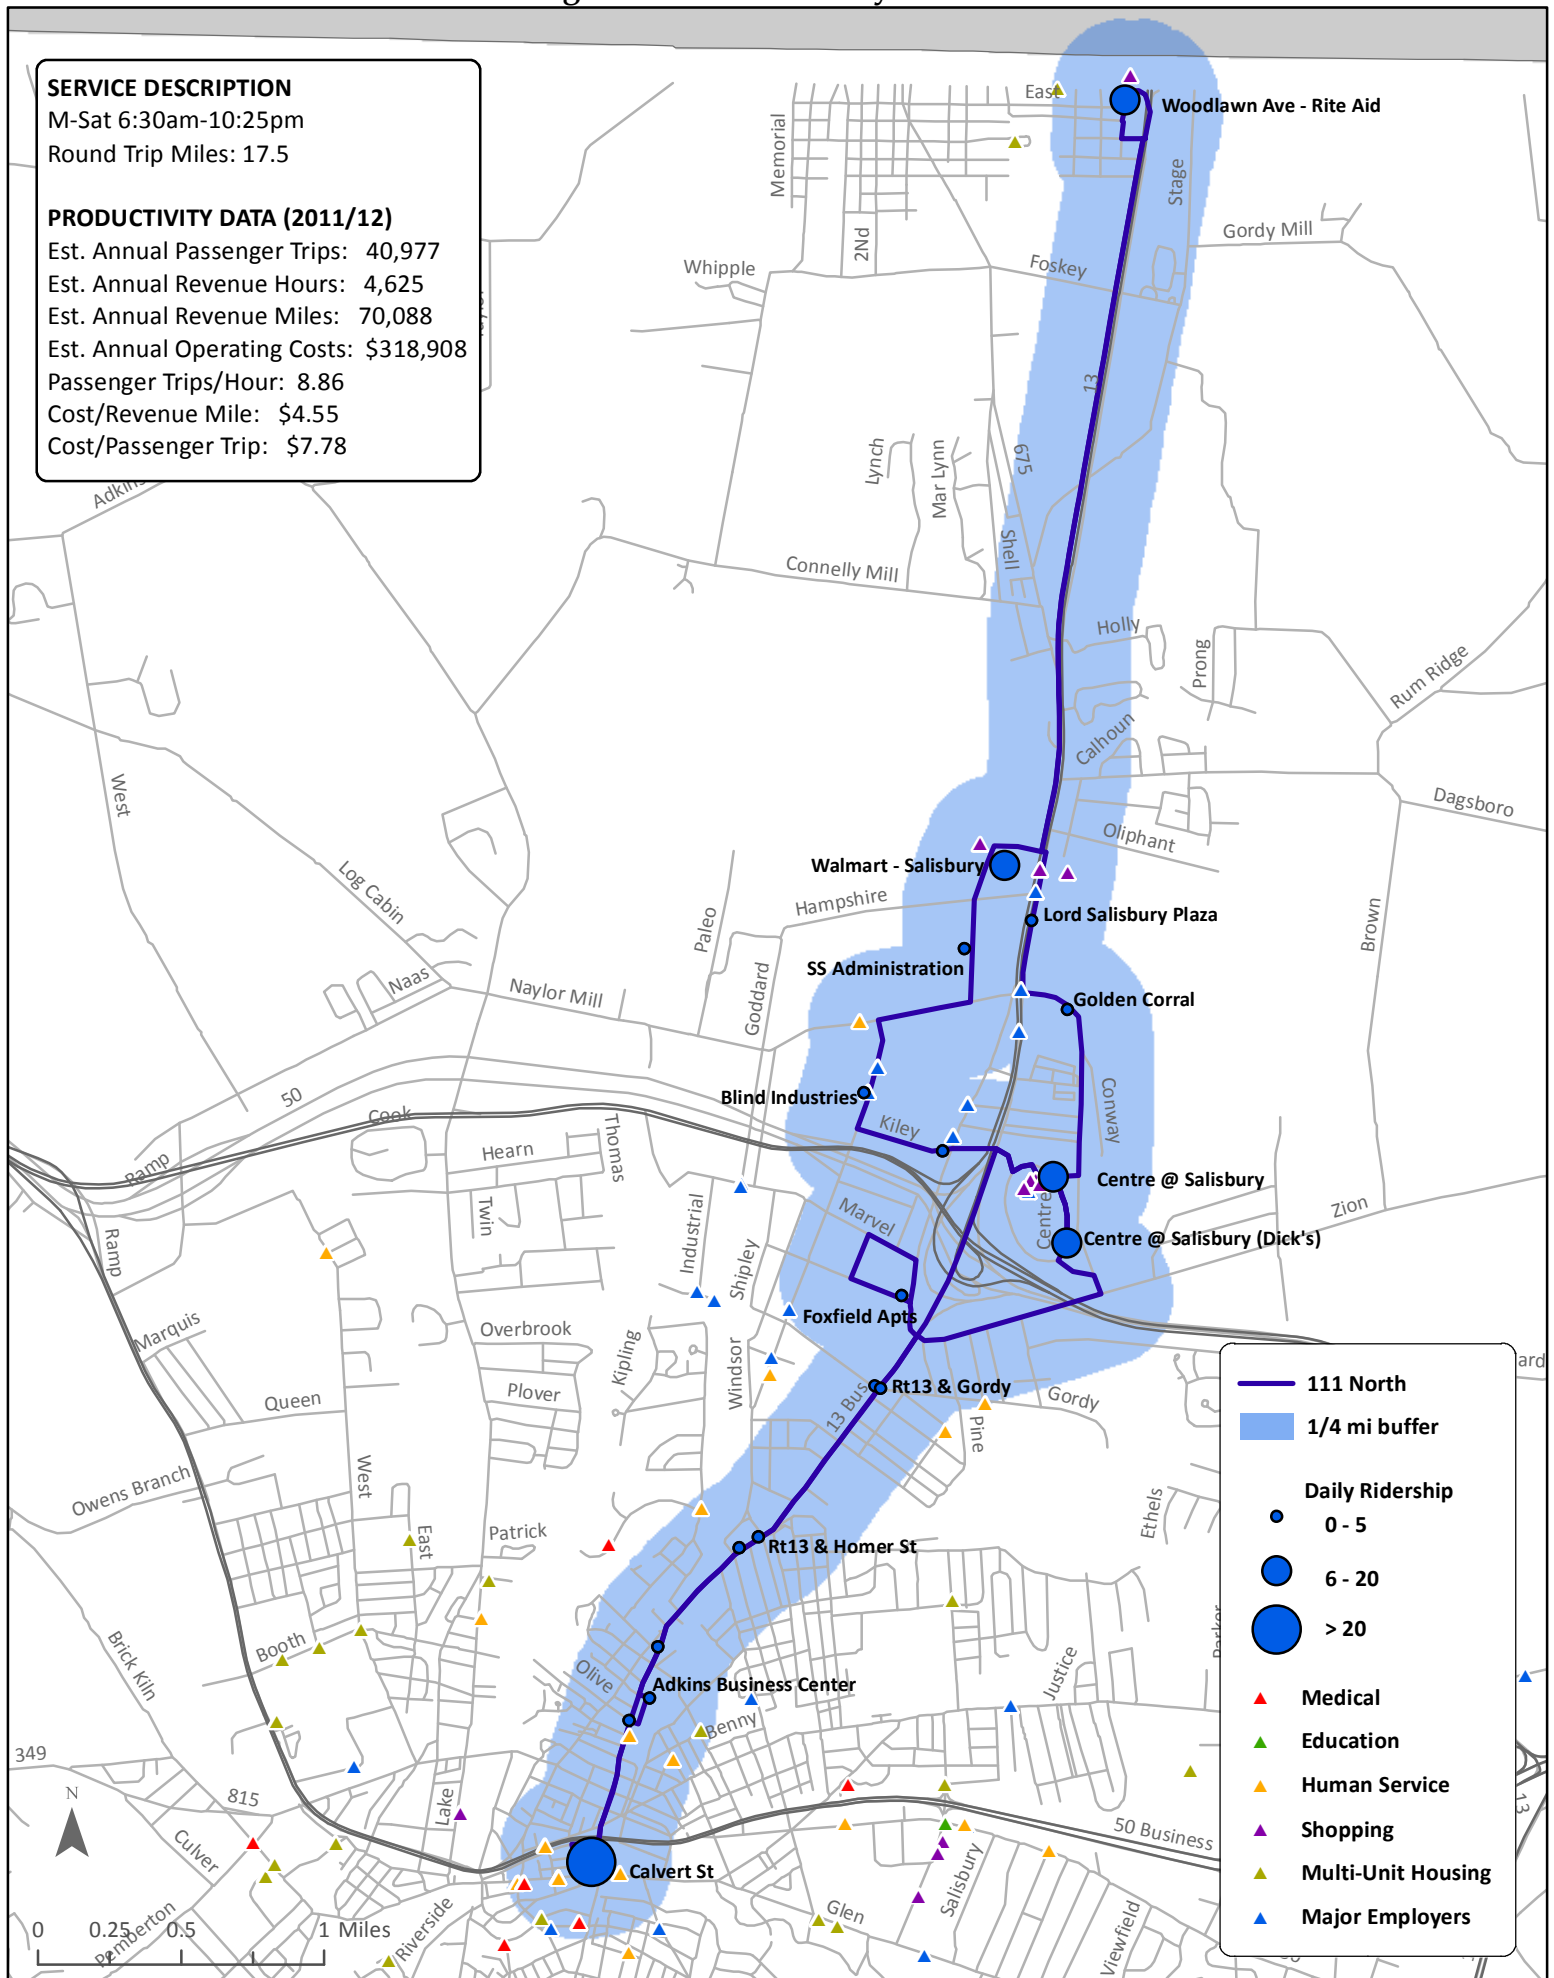 SERVICE DESCRIPTION
M-Sat 6:30am-10:25pm
Round Trip Miles: 17.5
PRODUCTIVITY DATA (2011/12)
Est. Annual Passenger Trips: 40,977
Est. Annual Revenue Hours: 4,625
Est. Annual Revenue Miles: 70,088
Est. Annual Operating Costs: $318,908
Passenger Trips/Hour: 8.86
Cost/Revenue Mile: $4.55
Cost/Passenger Trip: $7.78
East
Woodlawn Ave - Rite Aid
Memorial
Stage
2Nd
Gordy Mill
Whipple
Foskey
13
Lynch
Mar Lynn
675
Shell
Connelly Mill
Holly
Prong
Rum Ridge
Calhoun
West
Dagsboro
Oliphant
Walmart - Salisbury
Log Cabin
Hampshire
Lord Salisbury Plaza
Paleo
Brown
SS Administration
Naas
Naylor Mill
Goddard
Golden Corral
50
Blind Industries
Conway
Cook
Kiley
Hearn
Thomas
Ramp
Centre @ Salisbury
Twin
Industrial
Marvel
Centre
Zion
Ramp
Shipley
Centre @ Salisbury (Dick's)
Foxfield Apts
Marquis
Overbrook
Kipling
Windsor
ard
Queen
Plover
13 Bus
Rt13 & Gordy
Gordy
Pine
West
Owens Branch
East
Patrick
Ethels
Rt13 & Homer St
Booth
Brick Kiln
Olive
Justice
Parker
Adkins Business Center
Benny
349
815
Lake
Culver
50 Business
13
Calvert St
Salisbury
Glen
Riverside
Pemberton
Viewfield
N
0 0.25 0.5 1 Miles
111 North
1/4 mi buffer
Daily Ridership
0 - 5
6 - 20
> 20
Medical
Education
Human Service
Shopping
Multi-Unit Housing
Major Employers